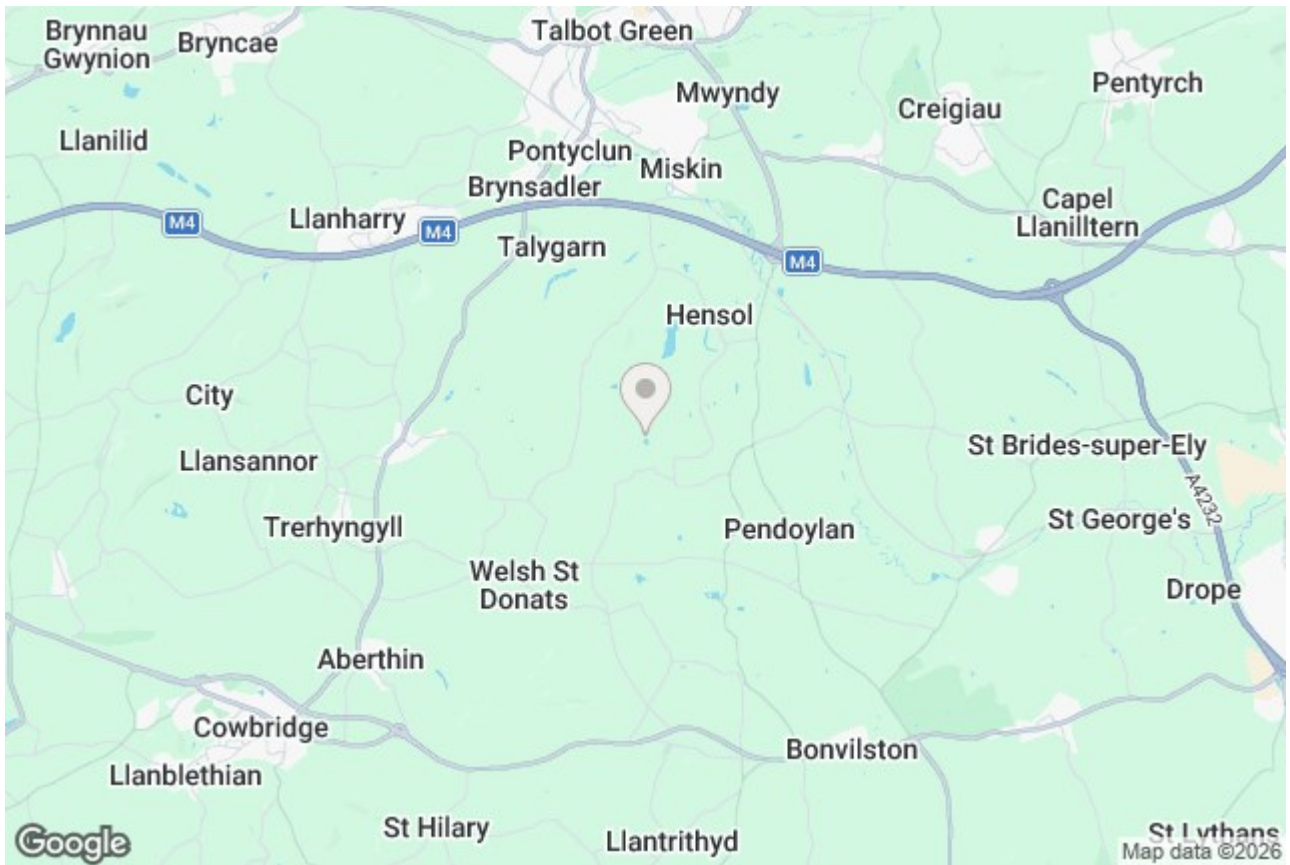 Brynnau
Gwynion
Bryncae
Talbot Green
Mwyndy
Pentyrch
Creigiau
Llanilid
Pontyclun
Miskin
Brynsadler
Capel
Llanilltern
Llanharry
M4
M4
Talygarn
M4
Hensol
City
Llansannor
St Brides-super-Ely
A4232
Trerhyngyll
Pendoylan
St George's
Welsh St
Donats
Drope
Aberthin
Cowbridge
Bonvilston
Llanblethian
St Hilary
Llantrithyd
St Lythans
Google
Map data ©2026